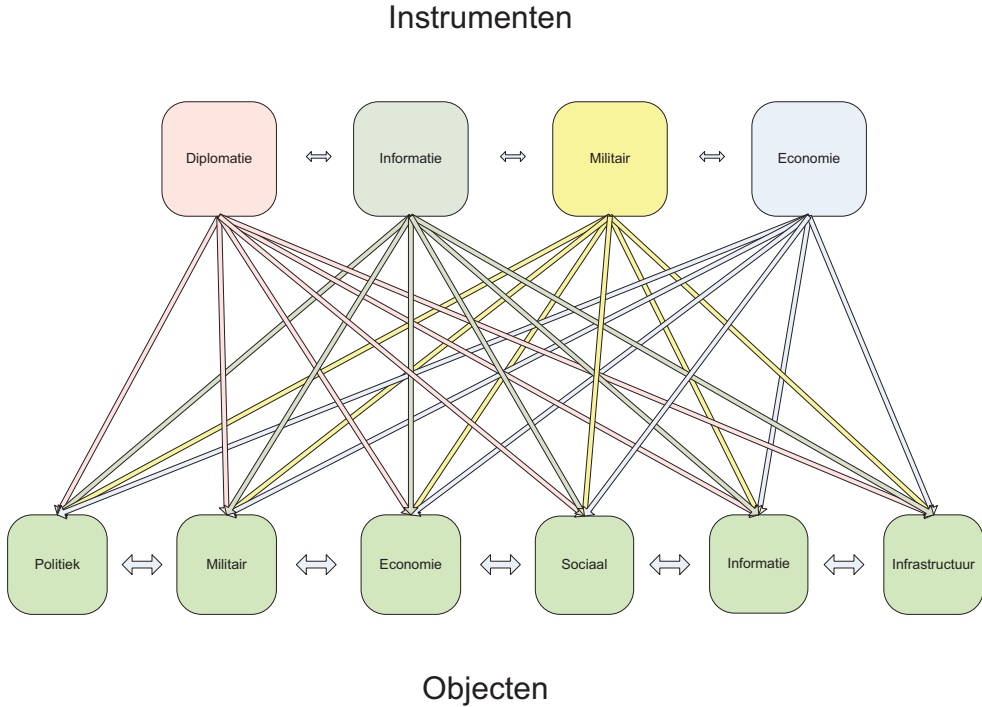 Instrumenten
Diplomatie
Informatie
Militair
Economie
Politiek
Militair
Economie
Sociaal
Informatie
Infrastructuur
Objecten